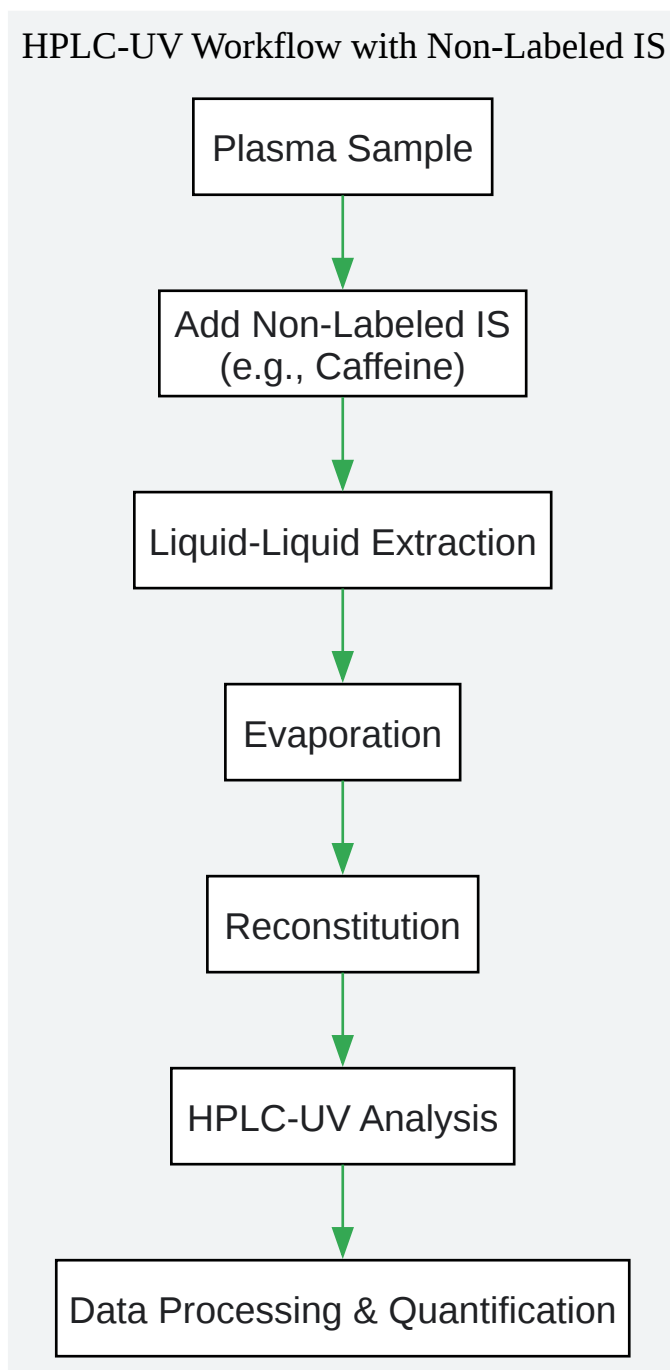 HPLC-UV Workflow with Non-Labeled IS
Plasma Sample
Add Non-Labeled IS
(e.g., Caffeine)
Liquid-Liquid Extraction
Evaporation
Reconstitution
HPLC-UV Analysis
Data Processing & Quantification